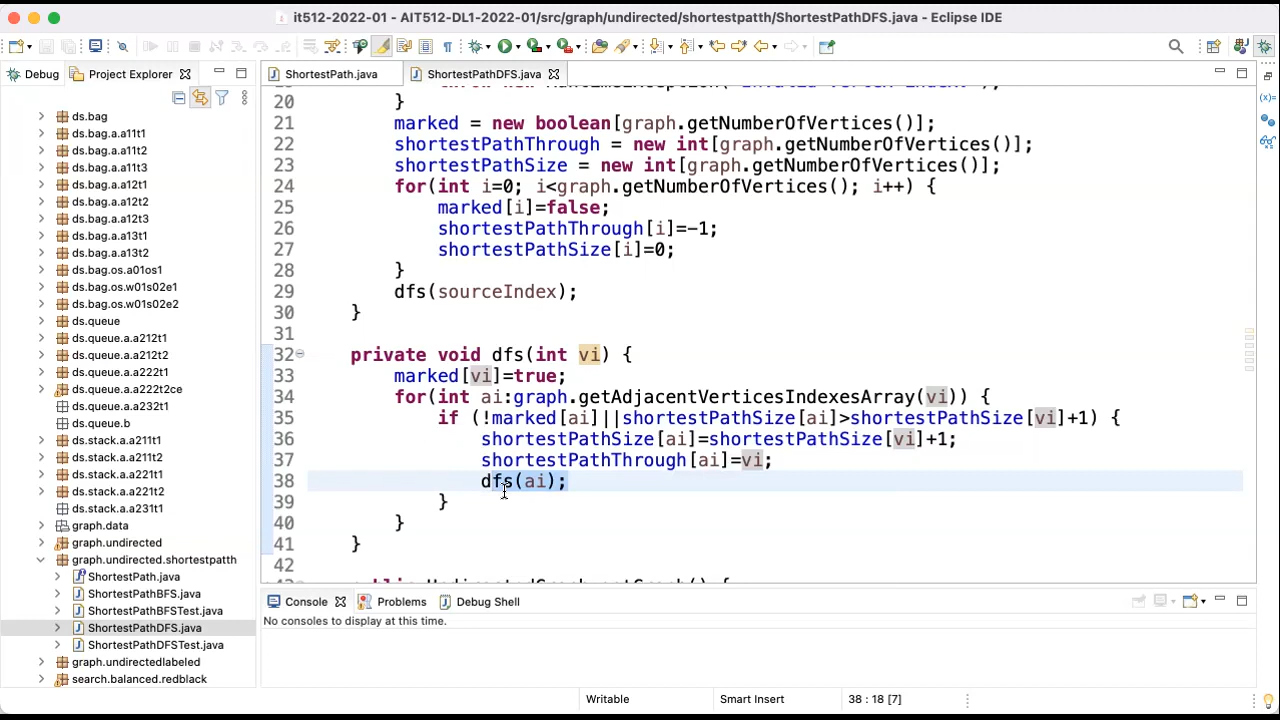 it512-2022-01 - AIT512-DL1-2022-01/src/graph/undirected/shortestpatth/ShortestPathDFS.java - Eclipse IDE
Debug
Project Explorer
ShortestPath.java
ShortestPathDFS.java
ds.bag
ds.bag.a.a11t1
ds.bag.a.a11t2
ds.bag.a.a11t3
ds.bag.a.a12t1
ds.bag.a.a12t2
ds.bag.a.a12t3
ds.bag.a.a13t1
ds.bag.a.a13t2
ds.bag.os.a01os1
ds.bag.os.w01s02e1
ds.bag.os.w01s02e2
ds.queue
ds.queue.a.a212t1
ds.queue.a.a212t2
ds.queue.a.a222t1
ds.queue.a.a222t2ce
ds.queue.a.a232t1
ds.queue.b
ds.stack.a.a211t1
ds.stack.a.a211t2
ds.stack.a.a221t1
ds.stack.a.a221t2
ds.stack.a.a231t1
graph.data
graph.undirected
graph.undirected.shortestpatth
ShortestPath.java
ShortestPathBFS.java
ShortestPathBFSTest.java
ShortestPathDFS.java
ShortestPathDFSTest.java
graph.undirectedlabeled
search.balanced.redblack
20 }
21 marked = new boolean[graph.getNumberOfVertices()];
22 shortestPathThrough = new int[graph.getNumberOfVertices()];
23 shortestPathSize = new int[graph.getNumberOfVertices()];
24 for(int i=0; i<graph.getNumberOfVertices(); i++) {
25 marked[i]=false;
26 shortestPathThrough[i]=-1;
27 shortestPathSize[i]=0;
28 }
29 dfs(sourceIndex);
30 }
31
32 private void dfs(int vi) {
33 marked[vi]=true;
34 for(int ai:graph.getAdjacentVerticesIndexesArray(vi)) {
35 if (!marked[ai]||shortestPathSize[ai]>shortestPathSize[vi]+1) {
36 shortestPathSize[ai]=shortestPathSize[vi]+1;
37 shortestPathThrough[ai]=vi;
38 dfs(ai);
39 }
40 }
41 }
42
Console
Problems
Debug Shell
No consoles to display at this time.
Writable
Smart Insert
38 : 18 [7]